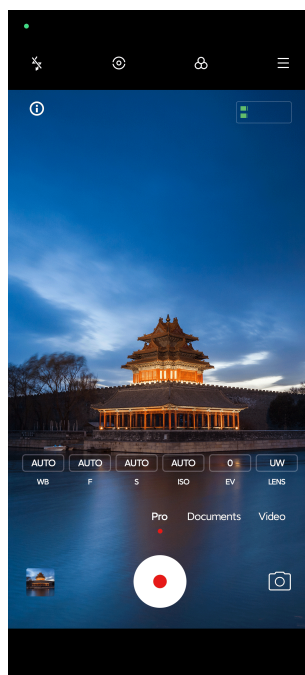 AUTO AUTO AUTO AUTO 0 UW
WB F S ISO EV LENS
Pro Documents Video